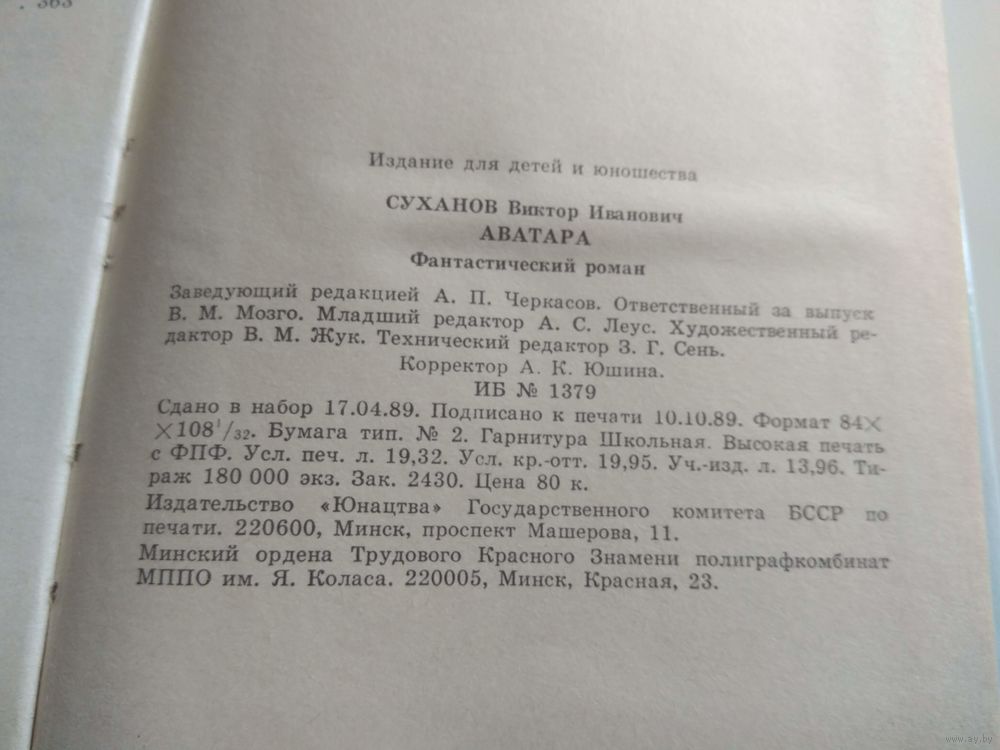 . 363
Издание для детей и юношества
СУХАНОВ Виктор Иванович
АВАТАРА
Фантастический роман
Заведующий редакцией А. П. Черкасов. Ответственный за выпуск
В. М. Мозго. Младший редактор А. С. Леус. Художественный ре-
дактор В. М. Жук. Технический редактор З. Г. Сень.
Корректор А. К. Юшина.
ИБ № 1379
Сдано в набор 17.04.89. Подписано к печати 10.10.89. Формат 84×
×108¹/₃₂. Бумага тип. № 2. Гарнитура Школьная. Высокая печать
с ФПФ. Усл. печ. л. 19,32. Усл. кр.-отт. 19,95. Уч.-изд. л. 13,96. Ти-
раж 180 000 экз. Зак. 2430. Цена 80 к.
Издательство «Юнацтва» Государственного комитета БССР по
печати. 220600, Минск, проспект Машерова, 11.
Минский ордена Трудового Красного Знамени полиграфкомбинат
МППО им. Я. Коласа. 220005, Минск, Красная, 23.
www.ay.by